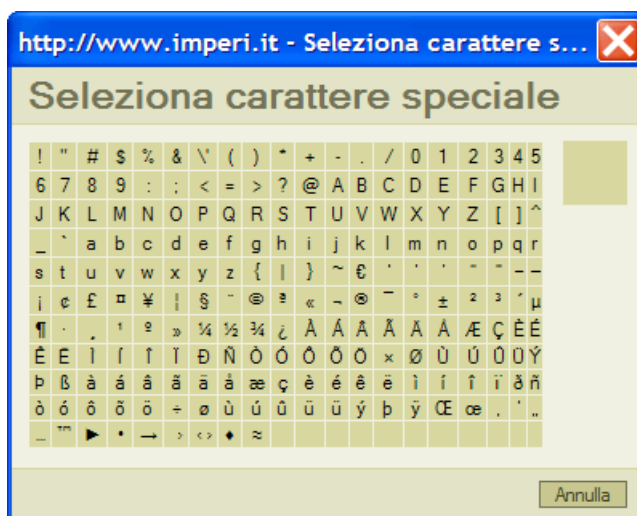 http://www.imperi.it - Seleziona carattere s...
Seleziona carattere speciale
! " # $ % & \' ( ) * + - . / 0 1 2 3 4 5
6 7 8 9 : ; < = > ? @ A B C D E F G H I
J K L M N O P Q R S T U V W X Y Z [ ] ^
_ ` a b c d e f g h i j k l m n o p q r
s t u v w x y z { | } ~ € ‘ ’ ‘ “ ” – –
¡ ¢ £ ¤ ¥ ¦ § ¨ © ª « ¬ ® ¯ ° ± ² ³ ´ µ
¶ · ¸ ¹ º » ¼ ½ ¾ ¿ À Á Â Ã Ä Å Æ Ç È É
Ê Ë Ì Í Î Ï Ð Ñ Ò Ó Ô Õ Ö × Ø Ù Ú Û Ü Ý
Þ ß à á â ã ä å æ ç è é ê ë ì í î ï ð ñ
ò ó ô õ ö ÷ ø ù ú û ü ü ý þ ÿ Œ œ ‚ ‛ „
… ™ ► • → › ‹› ♦ ≈
Annulla